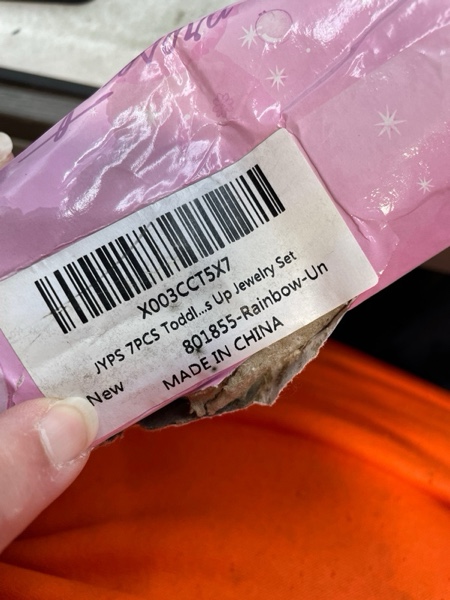 X003CCT5X7
JYPS 7PCS Toddl...s Up Jewelry Set
801855-Rainbow-Un
New
MADE IN CHINA